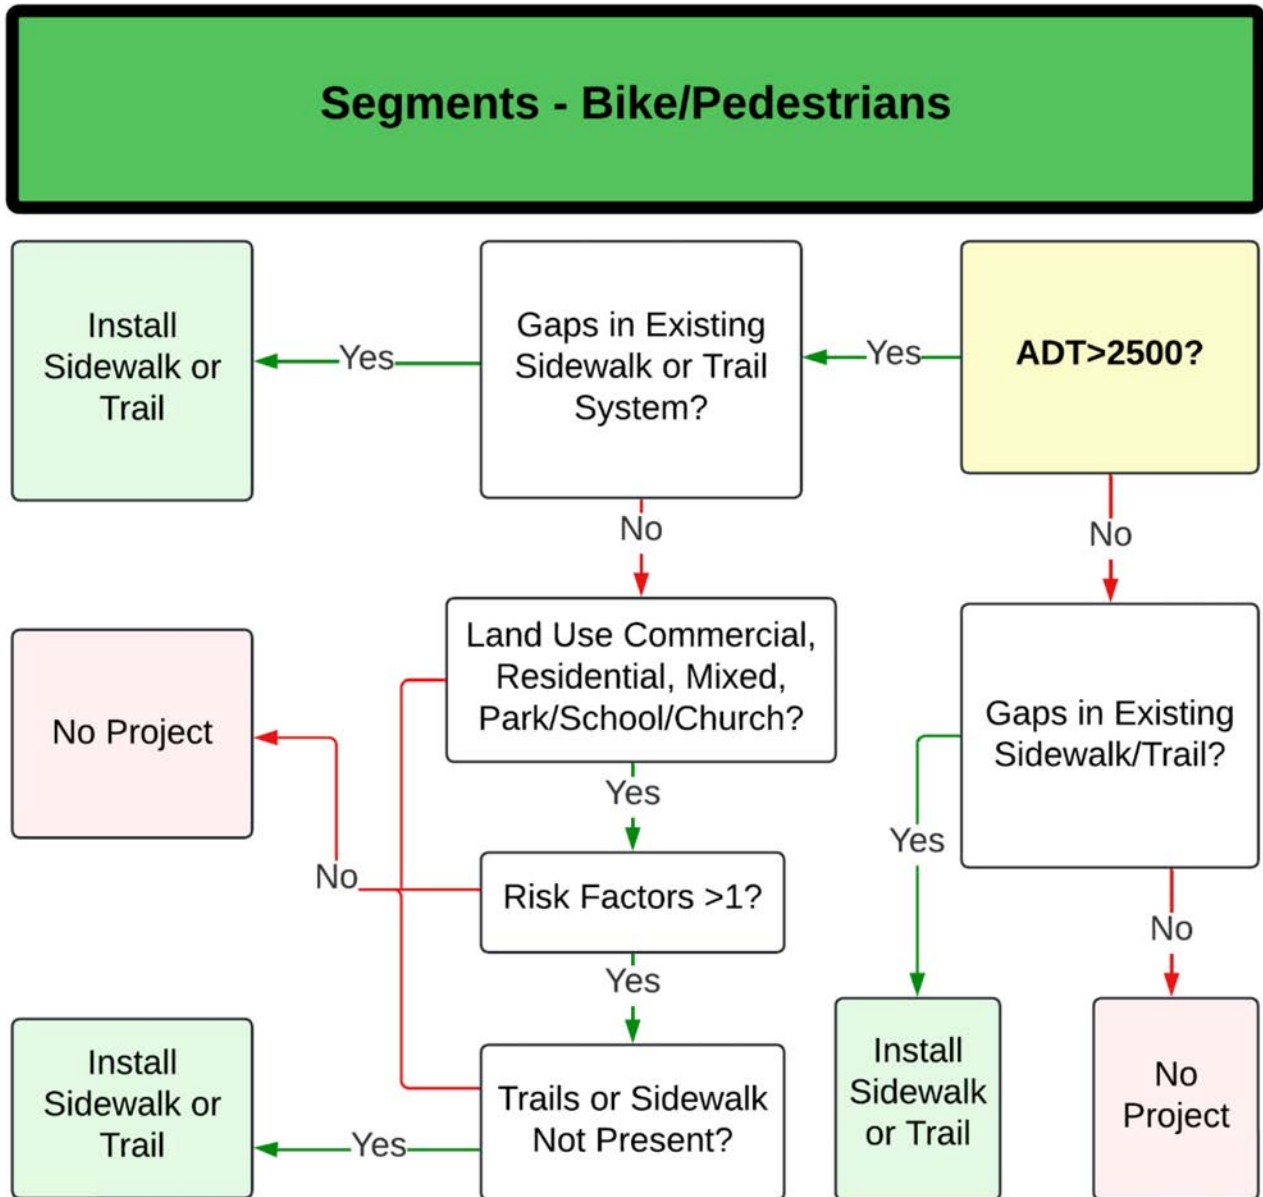 Segments - Bike/Pedestrians
Install
Sidewalk or
Trail
Yes
Gaps in Existing
Sidewalk or Trail
System?
Yes
ADT>2500?
No
No
Land Use Commercial,
Residential, Mixed,
Park/School/Church?
No Project
Gaps in Existing
Sidewalk/Trail?
Yes
Yes
No
Risk Factors >1?
No
Yes
Install
Sidewalk or
Trail
Yes
Trails or Sidewalk
Not Present?
Install
Sidewalk
or Trail
No
Project